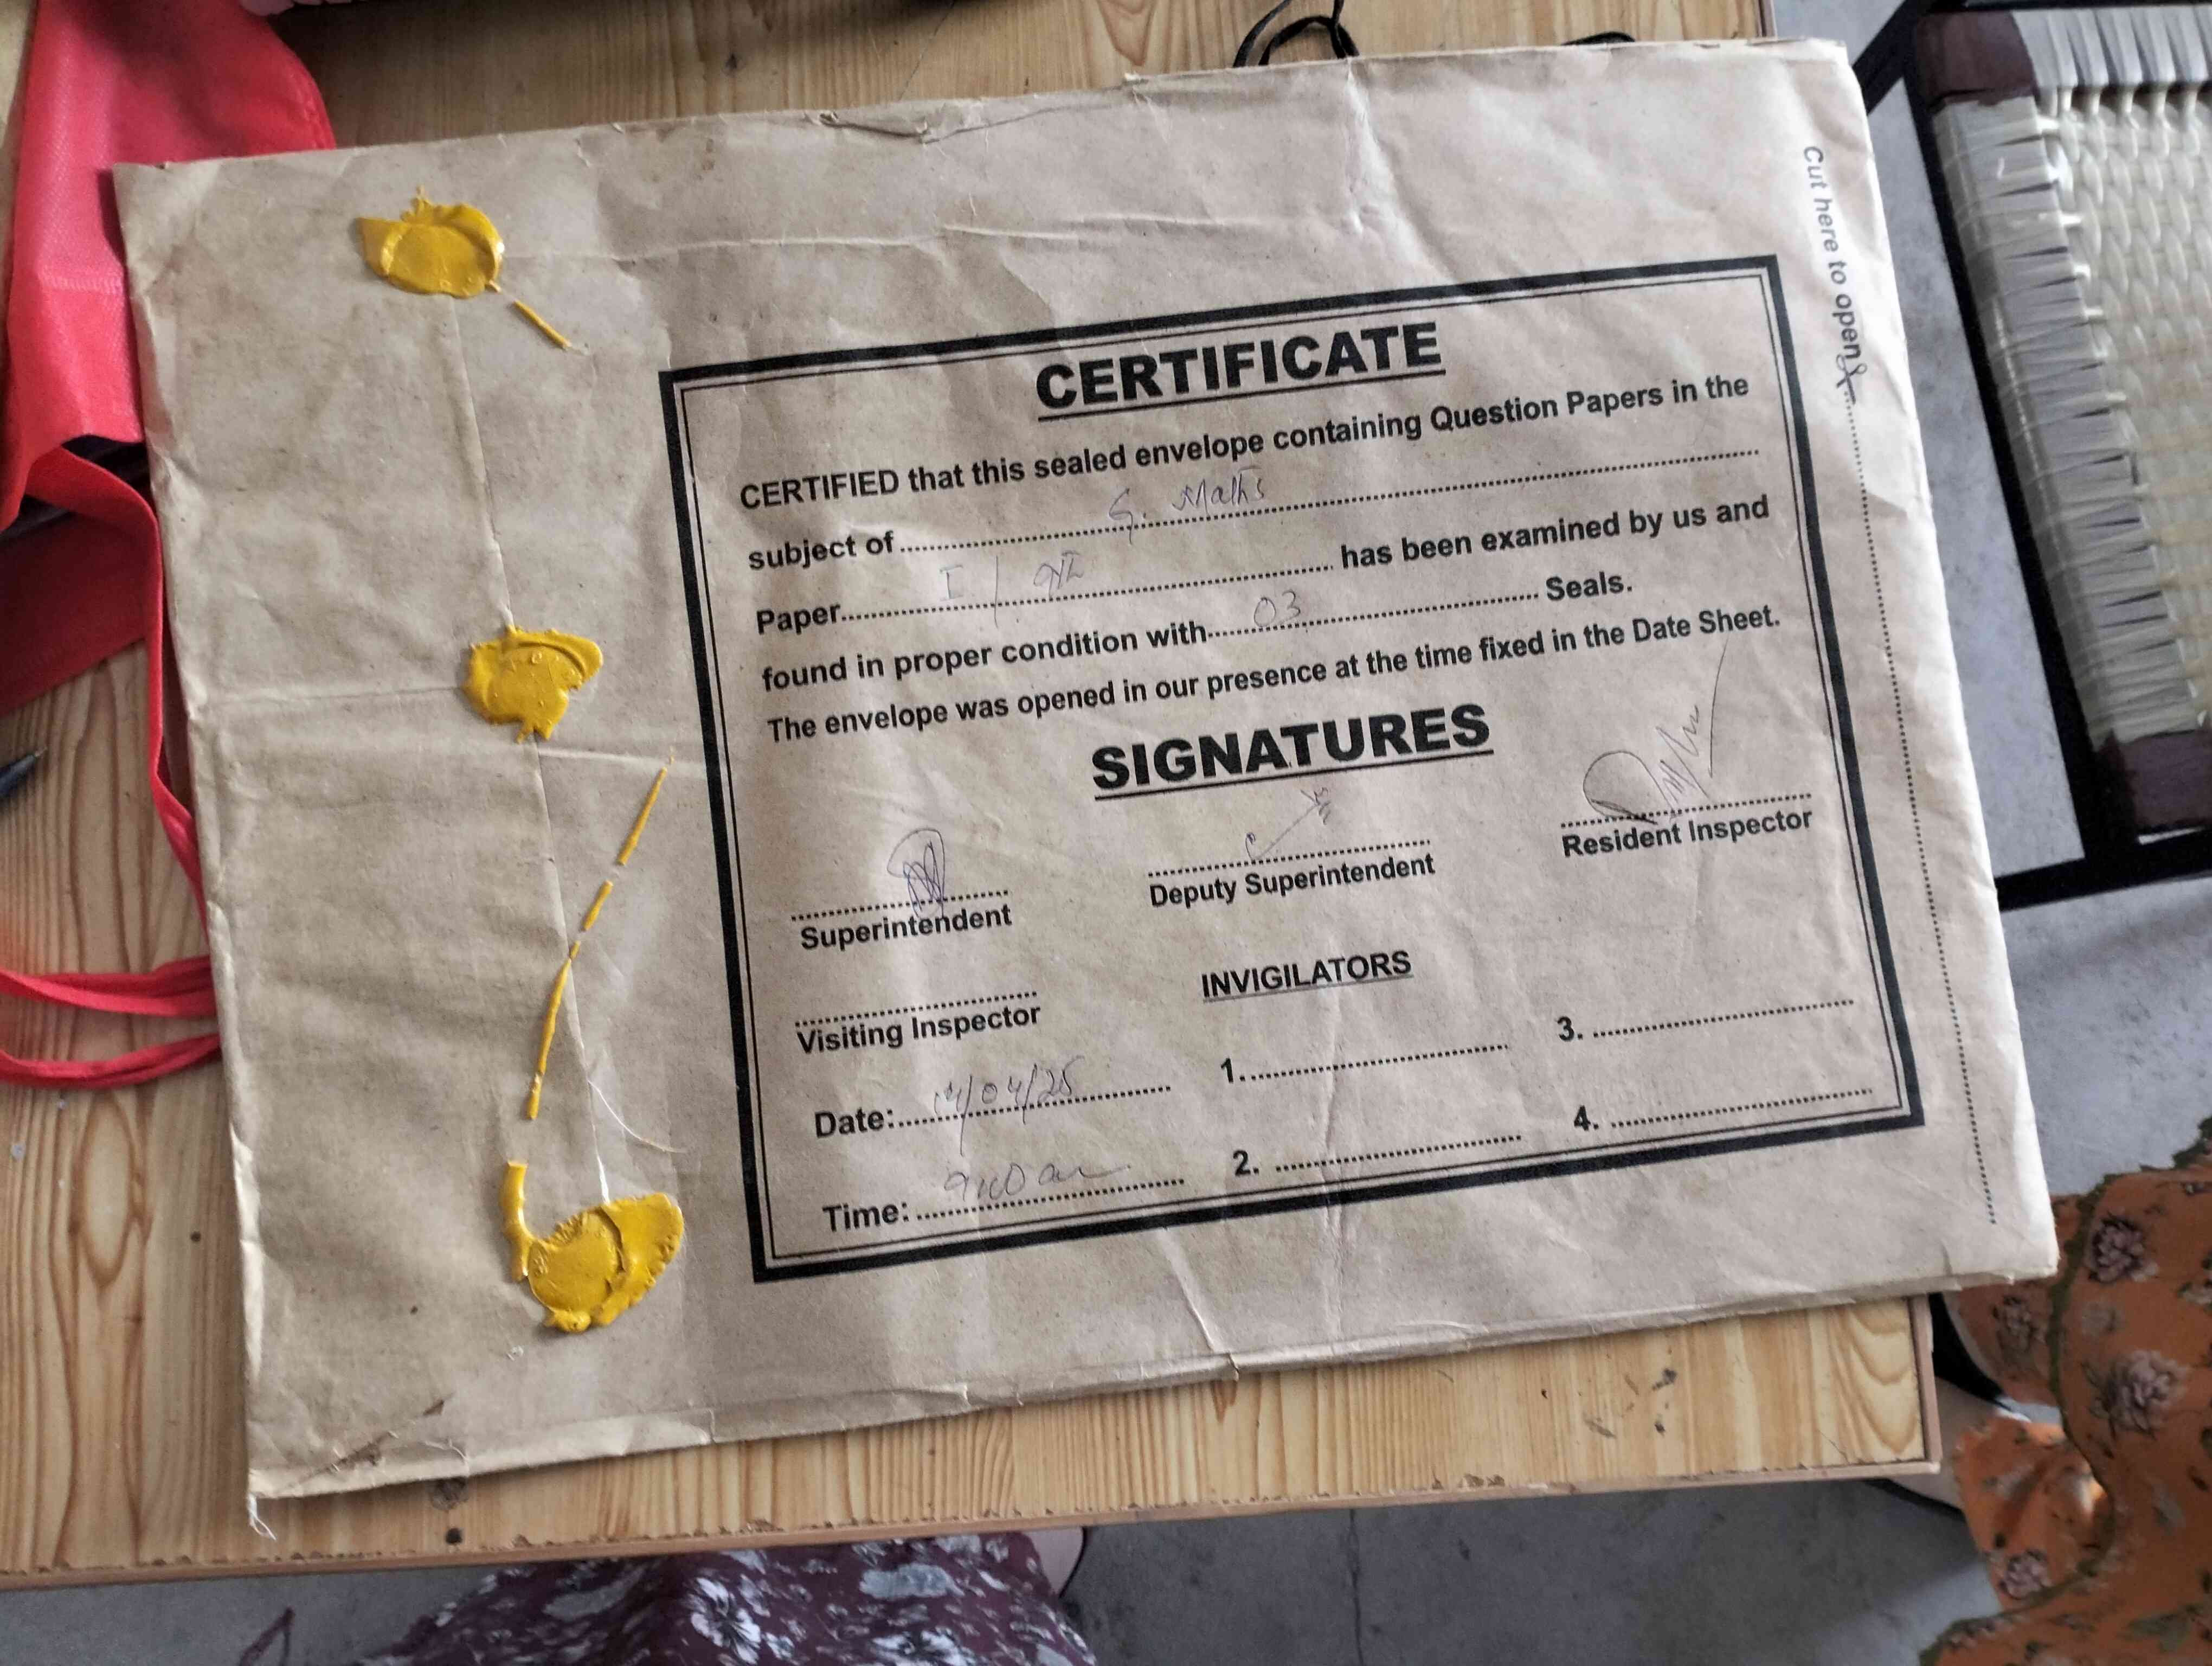 Cut here to open
CERTIFICATE
CERTIFIED that this sealed envelope containing Question Papers in the
subject of G. Maths
Paper I / has been examined by us and
found in proper condition with 03 Seals.
The envelope was opened in our presence at the time fixed in the Date Sheet.
SIGNATURES
Superintendent Deputy Superintendent Resident Inspector
INVIGILATORS
Visiting Inspector
1. 3.
Date: /04/25
2. 4.
Time: